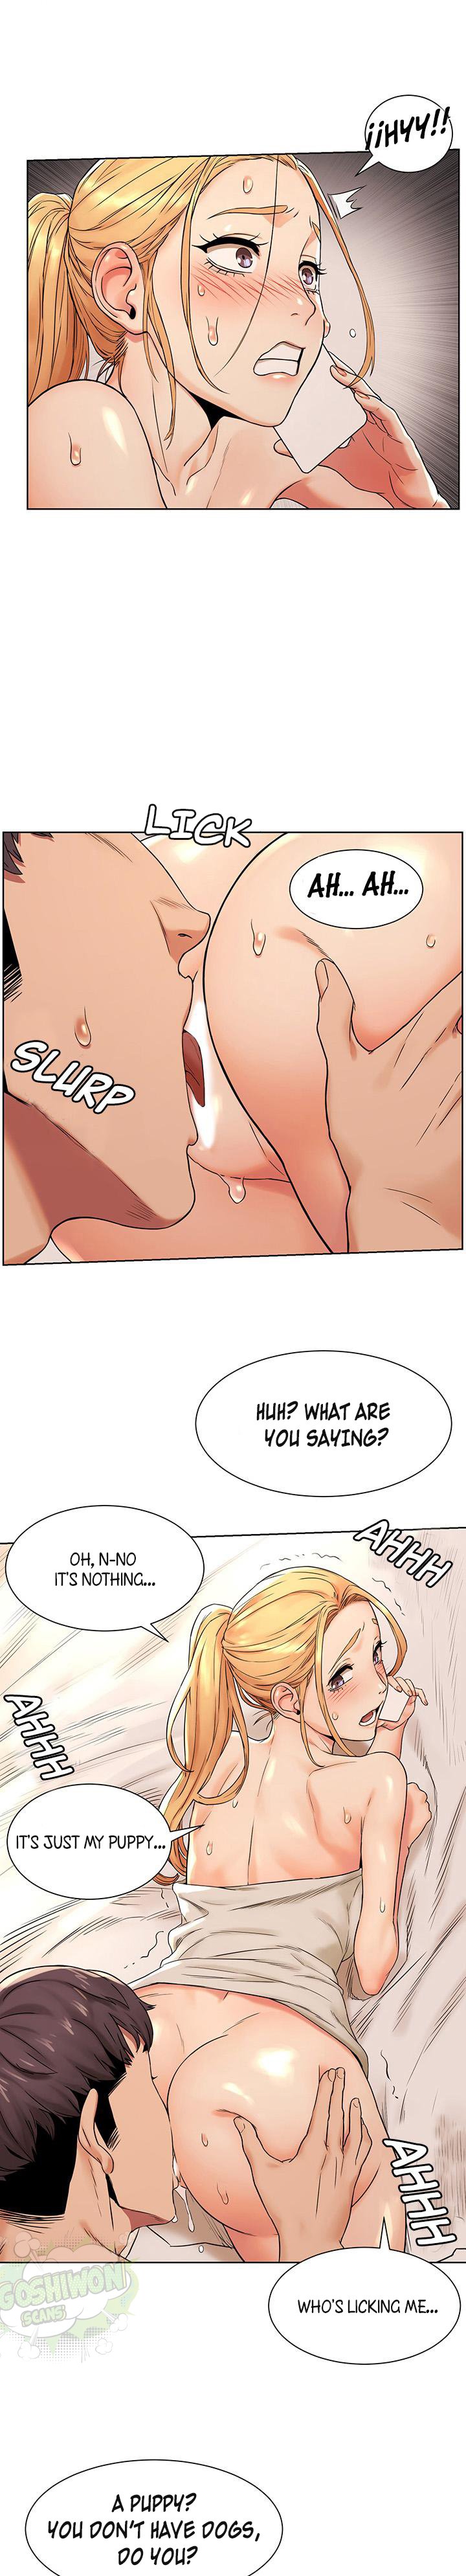 ¡¡HYY!!
LICK
AH... AH...
SLURP
HUH? WHAT ARE
YOU SAYING?
AHHH
OH, N-NO
IT'S NOTHING...
AHHH
IT'S JUST MY PUPPY...
AHHH
GOSHIWON
SCANS
WHO'S LICKING ME...
A PUPPY?
YOU DON'T HAVE DOGS,
DO YOU?